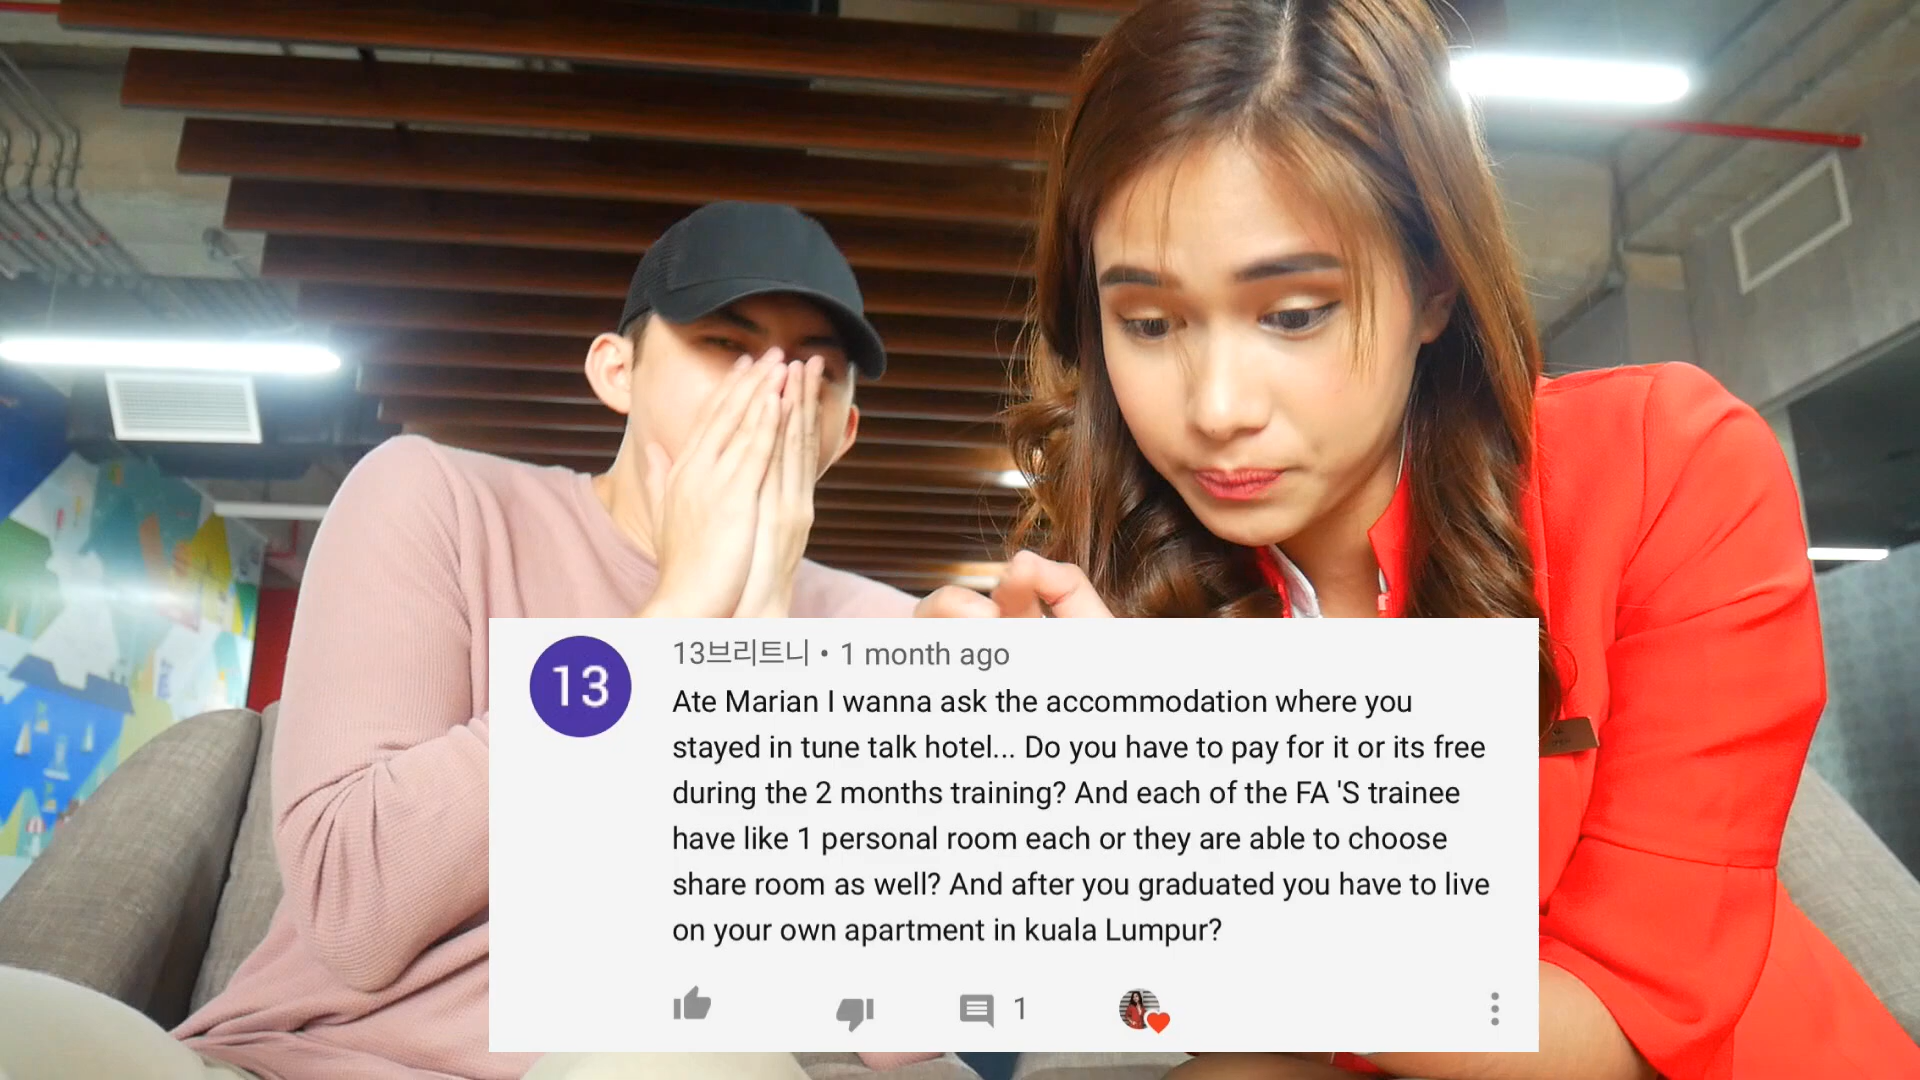 13
13브리트니 • 1 month ago
Ate Marian I wanna ask the accommodation where you
stayed in tune talk hotel... Do you have to pay for it or its free
during the 2 months training? And each of the FA 'S trainee
have like 1 personal room each or they are able to choose
share room as well? And after you graduated you have to live
on your own apartment in kuala Lumpur?
1